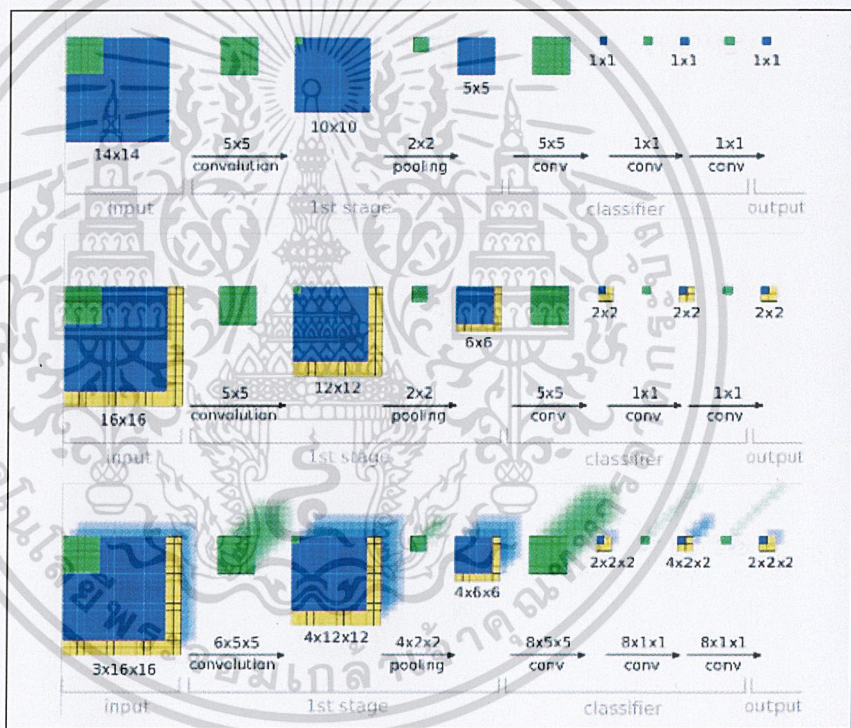 1x1 1x1 1x1
5x5
10x10
14x14
5x5 2x2 5x5 1x1 1x1
convolution pooling conv conv conv
input 1st stage classifier output
2x2 2x2 2x2
6x6
12x12
16x16
5x5 2x2 5x5 1x1 1x1
convolution pooling conv conv conv
input 1st stage classifier output
2x2x2 4x2x2 2x2x2
4x6x6
4x12x12
3x16x16
6x5x5 4x2x2 8x5x5 8x1x1 8x1x1
convolution pooling conv conv conv
input 1st stage classifier output